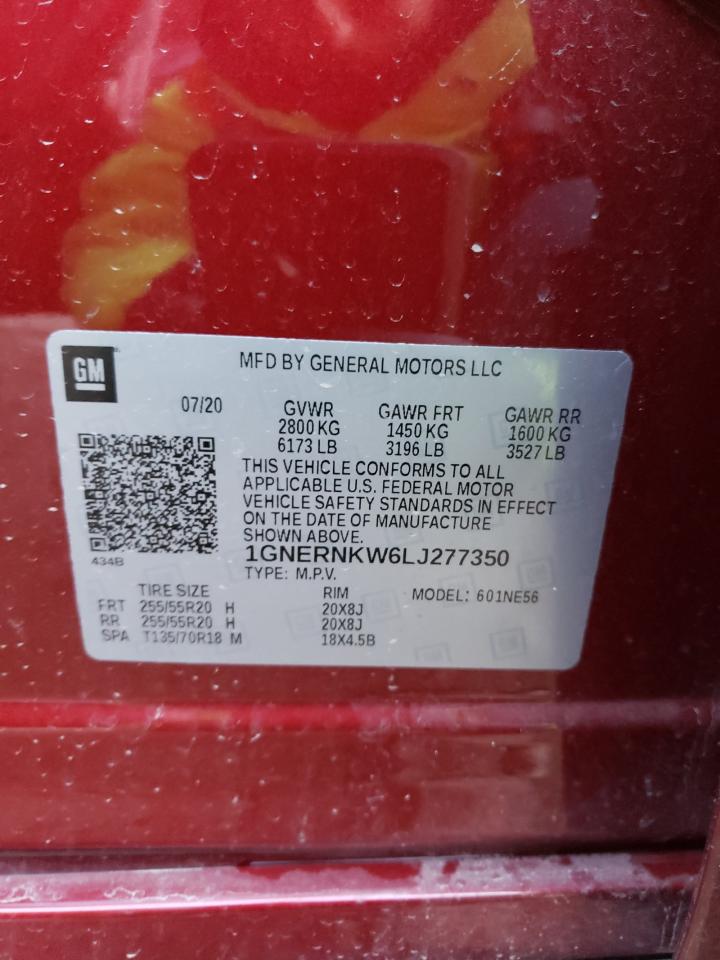 GM
MFD BY GENERAL MOTORS LLC
07/20
GVWR GAWR FRT GAWR RR
2800 KG 1450 KG 1600 KG
6173 LB 3196 LB 3527 LB
THIS VEHICLE CONFORMS TO ALL
APPLICABLE U.S. FEDERAL MOTOR
VEHICLE SAFETY STANDARDS IN EFFECT
ON THE DATE OF MANUFACTURE
SHOWN ABOVE.
434B
1GNERNKW6LJ277350
TYPE: M.P.V.
TIRE SIZE RIM MODEL: 601NE56
FRT 255/55R20 H 20X8J
RR 255/55R20 H 20X8J
SPA T135/70R18 M 18X4.5B